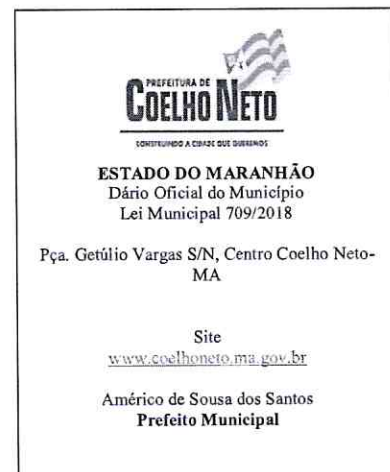 PREFEITURA DE
COELHO NETO
CONSTRUINDO A CIDADE QUE QUEREMOS
ESTADO DO MARANHÃO
Dário Oficial do Município
Lei Municipal 709/2018
Pça. Getúlio Vargas S/N, Centro Coelho Neto-
MA
Site
www.coelhoneto.ma.gov.br
Américo de Sousa dos Santos
Prefeito Municipal